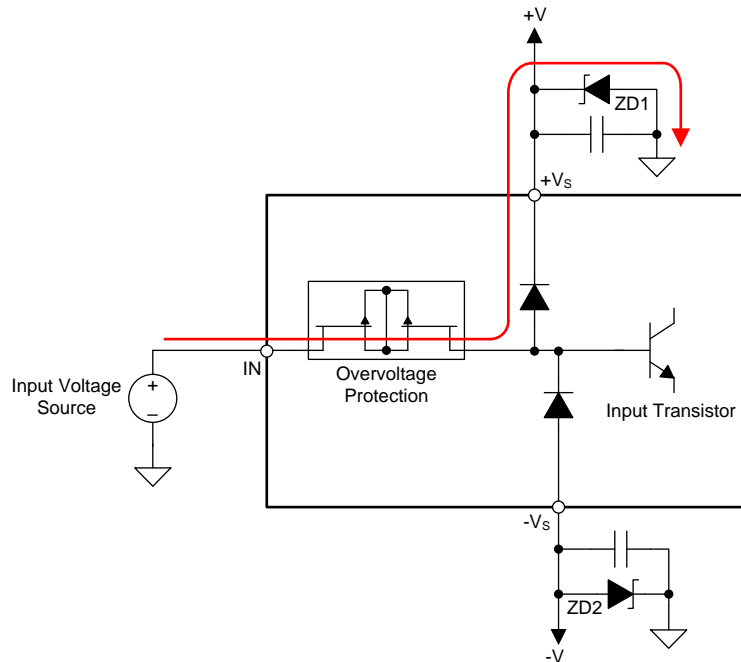 +V
ZD1
+VS
IN
Overvoltage
Protection
Input Voltage
Source
+
−
Input Transistor
-VS
ZD2
-V